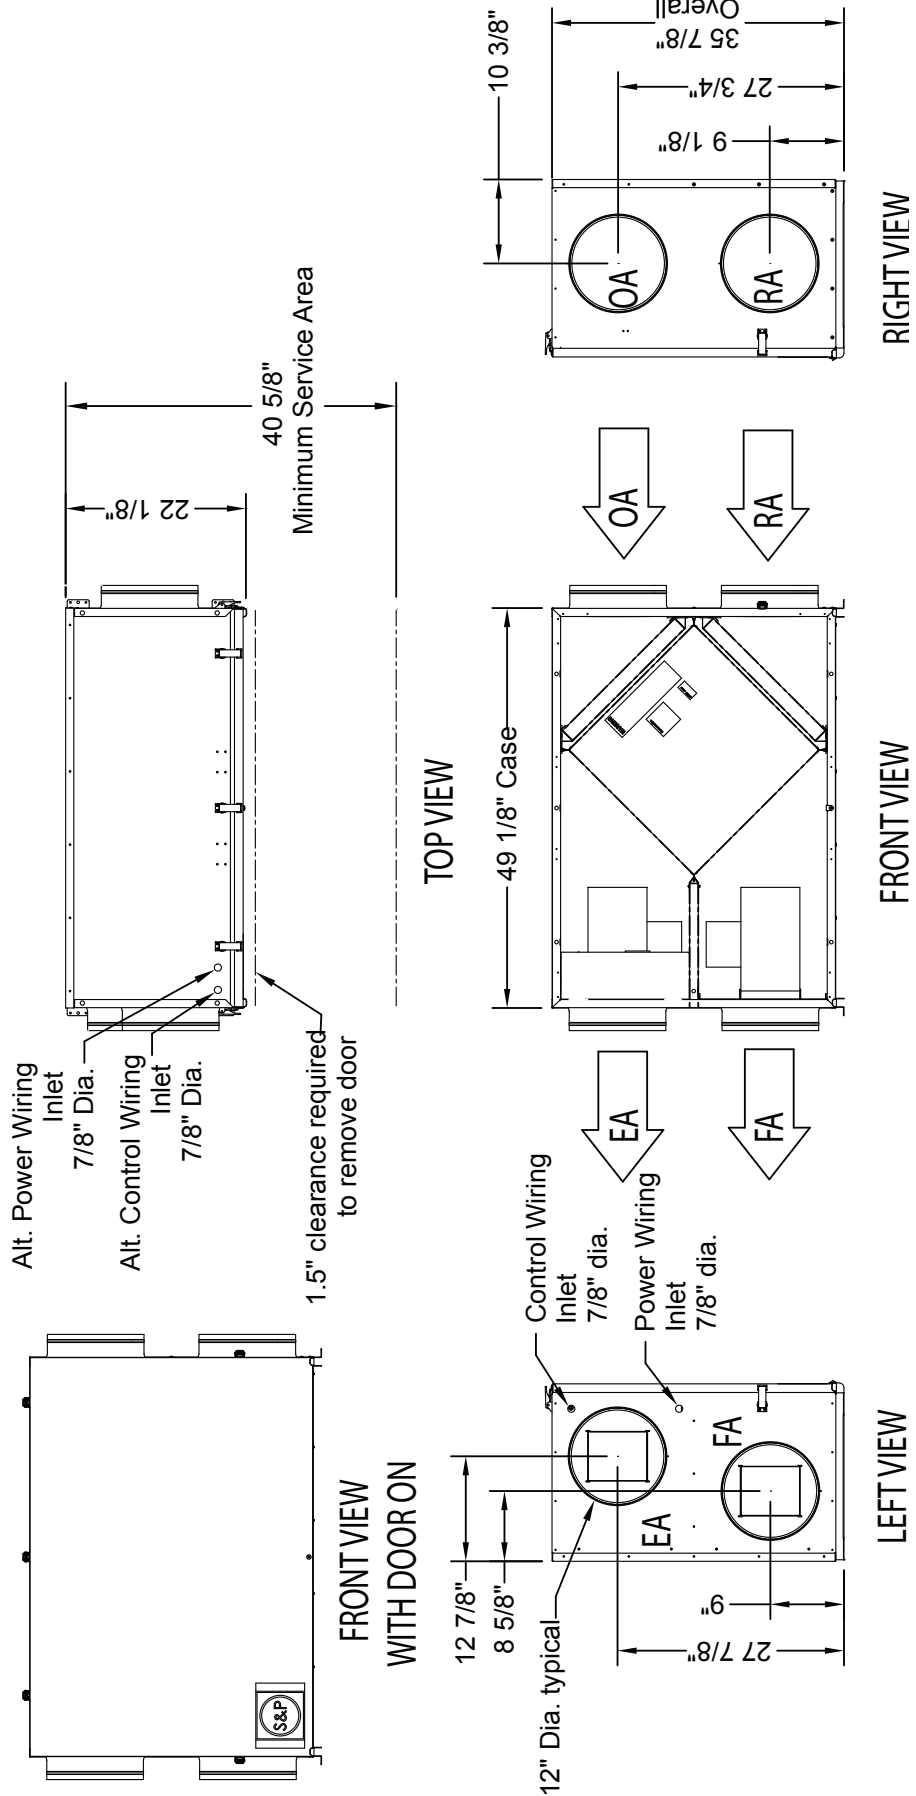 Alt. Power Wiring
Inlet
7/8" Dia.
Alt. Control Wiring
Inlet
7/8" Dia.
1.5" clearance required
to remove door
22 1/8"
40 5/8"
Minimum Service Area
TOP VIEW
S&P
FRONT VIEW
WITH DOOR ON
12 7/8"
8 5/8"
12" Dia. typical
EA
FA
9"
27 7/8"
Control Wiring
Inlet
7/8" dia.
Power Wiring
Inlet
7/8" dia.
LEFT VIEW
EA
FA
49 1/8" Case
OA
RA
FRONT VIEW
10 3/8"
OA
RA
9 1/8"
27 3/4"
35 7/8"
Overall
RIGHT VIEW